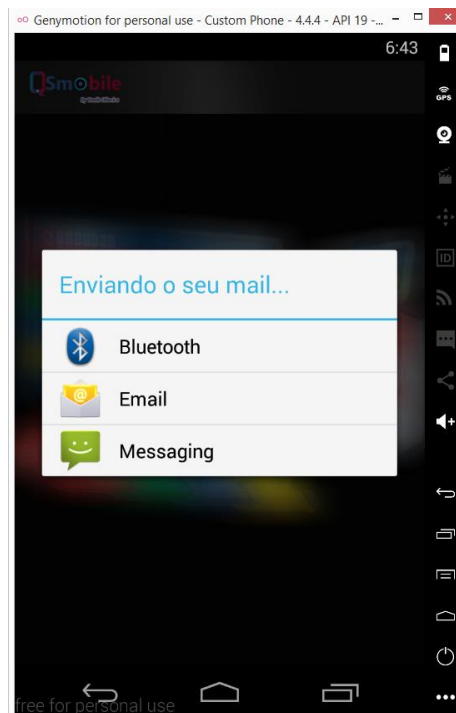 Genymotion for personal use - Custom Phone - 4.4.4 - API 19 -...
6:43
QSmobile
GPS
Enviando o seu mail...
ID
Bluetooth
Email
Messaging
free for personal use